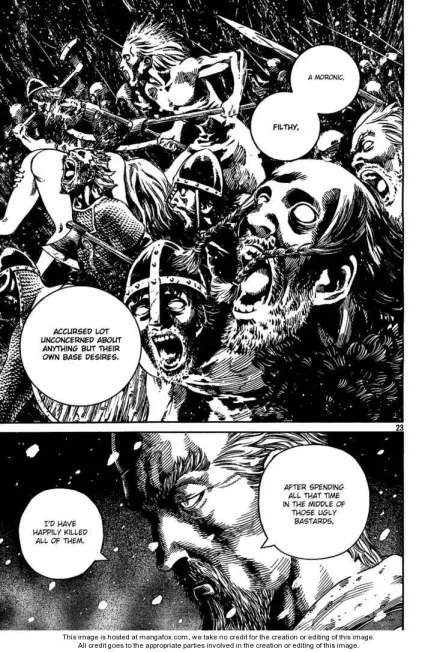 A MORONIC,
FILTHY,
ACCURSED LOT
UNCONCERNED ABOUT
ANYTHING BUT THEIR
OWN BASE DESIRES.
23
AFTER SPENDING
ALL THAT TIME
IN THE MIDDLE OF
THOSE UGLY
BASTARDS,
I'D HAVE
HAPPILY KILLED
ALL OF THEM.
This image is hosted at mangafox.com, we take no credit for the creation or editing of this image.
All credit goes to the appropriate parties involved in the creation or editing of this image.